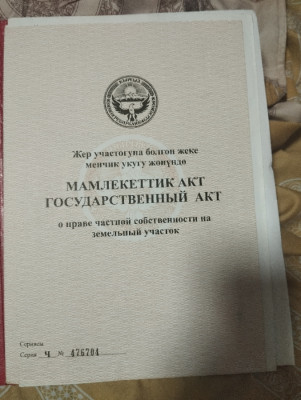 Жер участогуна болгон жеке
менчик укугу жөнүндө
МАМЛЕКЕТТИК АКТ
ГОСУДАРСТВЕННЫЙ АКТ
о праве частной собственности на
земельный участок
Сериясы
Серия Ч № 476704